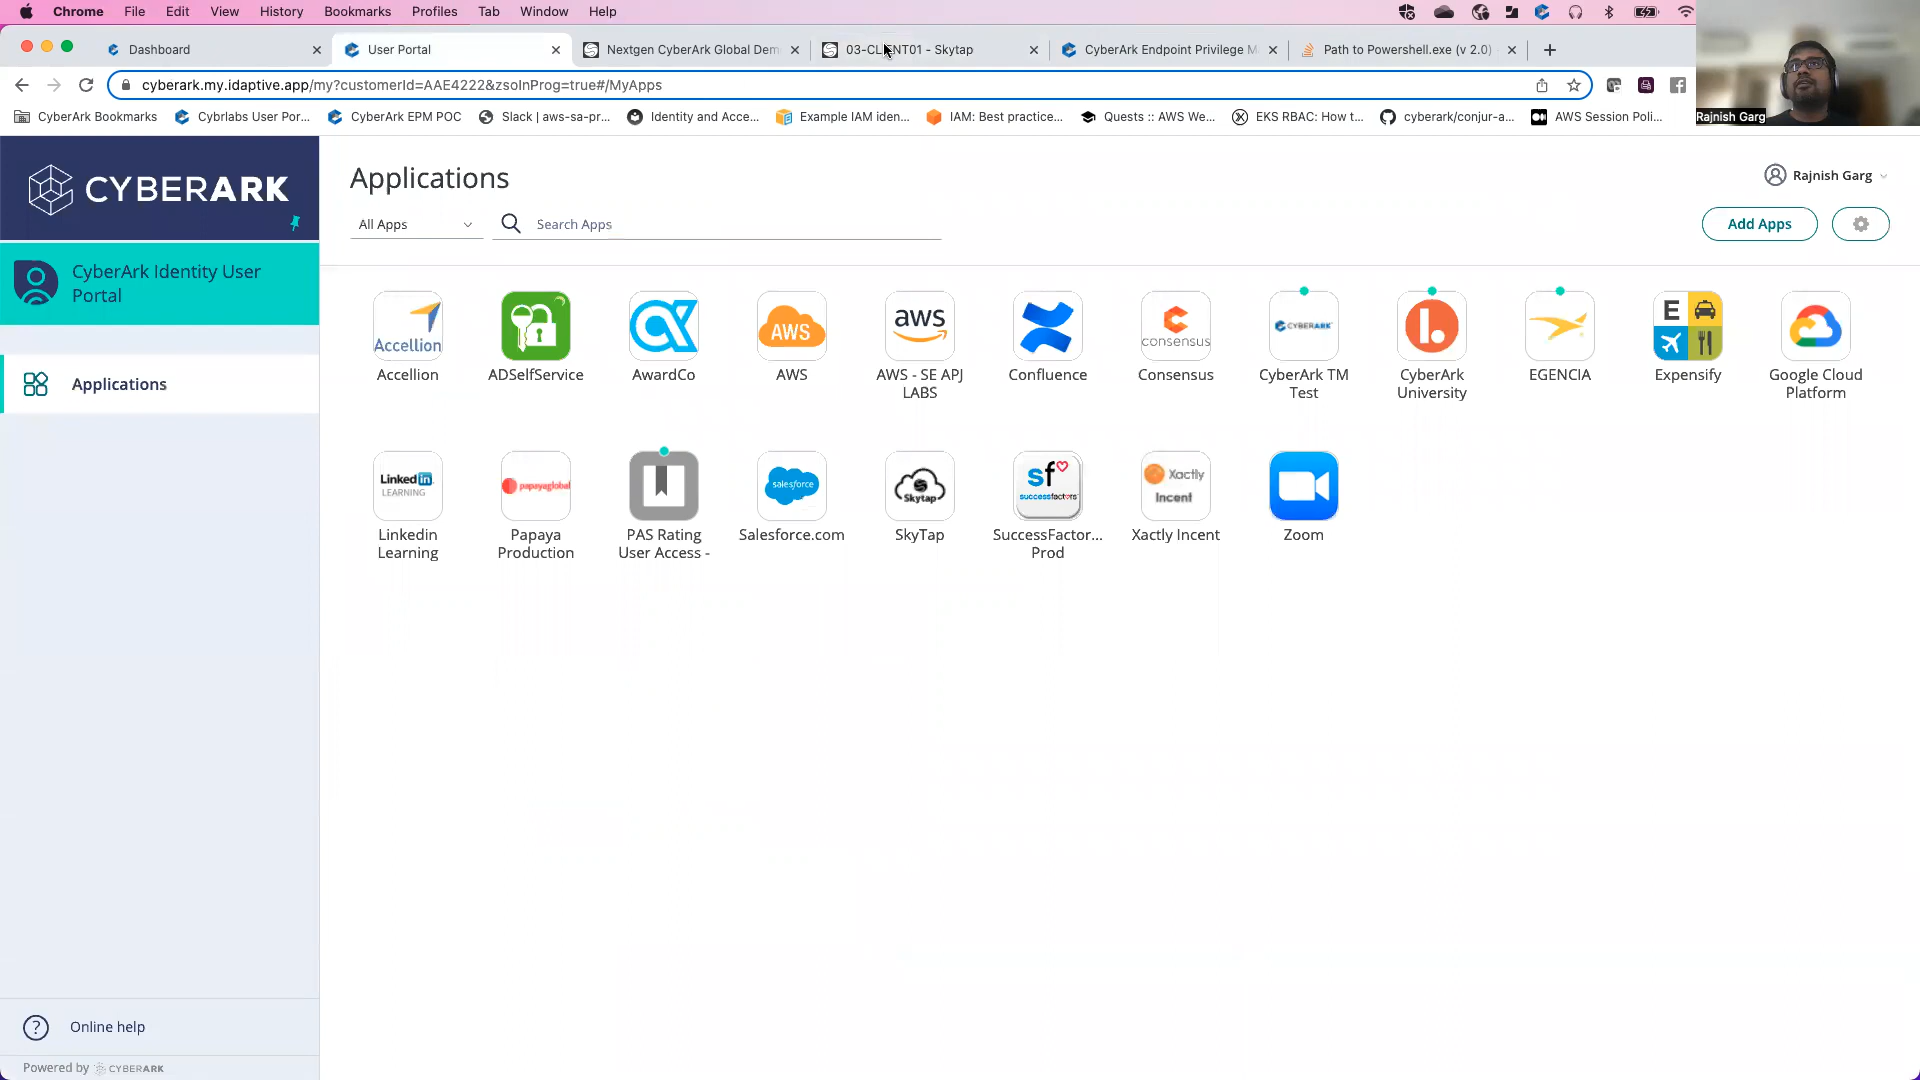 Chrome File Edit View History Bookmarks Profiles Tab Window Help
Dashboard
User Portal
Nextgen CyberArk Global Dem
03-CLIENT01 - Skytap
CyberArk Endpoint Privilege M
Path to Powershell.exe (v 2.0)
cyberark.my.idaptive.app/my?customerId=AAE4222&zsoInProg=true#/MyApps
CyberArk Bookmarks
Cybrlabs User Por...
CyberArk EPM POC
Slack | aws-sa-pr...
Identity and Acce...
Example IAM iden...
IAM: Best practice...
Quests :: AWS We...
EKS RBAC: How t...
cyberark/conjur-a...
AWS Session Poli...
Rajnish Garg
CYBERARK
CyberArk Identity User
Portal
Applications
Online help
Powered by CYBERARK
Applications
Rajnish Garg
All Apps
Search Apps
Add Apps
Accellion
Accellion
ADSelfService
AwardCo
AWS
AWS
aws
AWS - SE APJ
LABS
Confluence
consensus
Consensus
CYBERARK
CyberArk TM
Test
CyberArk
University
EGENCIA
E
Expensify
Google Cloud
Platform
Linked in
LEARNING
Linkedin
Learning
papayaglobal
Papaya
Production
PAS Rating
User Access -
salesforce
Salesforce.com
Skytap
SkyTap
sf
successfactors
SuccessFactor...
Prod
Xactly
Incent
Xactly Incent
Zoom